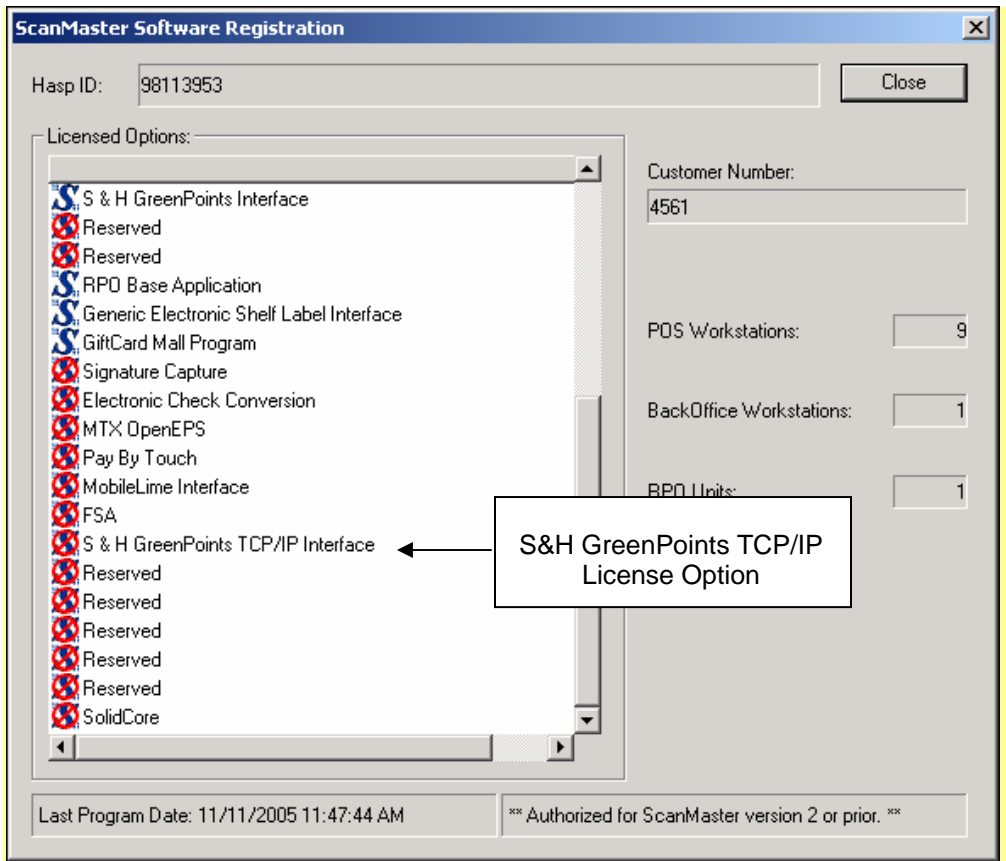 ScanMaster Software Registration
Hasp ID: 98113953
Close
Licensed Options:
S & H GreenPoints Interface
Reserved
Reserved
RPO Base Application
Generic Electronic Shelf Label Interface
GiftCard Mall Program
Signature Capture
Electronic Check Conversion
MTX OpenEPS
Pay By Touch
MobileLime Interface
FSA
S & H GreenPoints TCP/IP Interface
Reserved
Reserved
Reserved
Reserved
Reserved
SolidCore
Customer Number:
4561
POS Workstations: 9
BackOffice Workstations: 1
RPO Units: 1
S&H GreenPoints TCP/IP
License Option
Last Program Date: 11/11/2005 11:47:44 AM
** Authorized for ScanMaster version 2 or prior. **